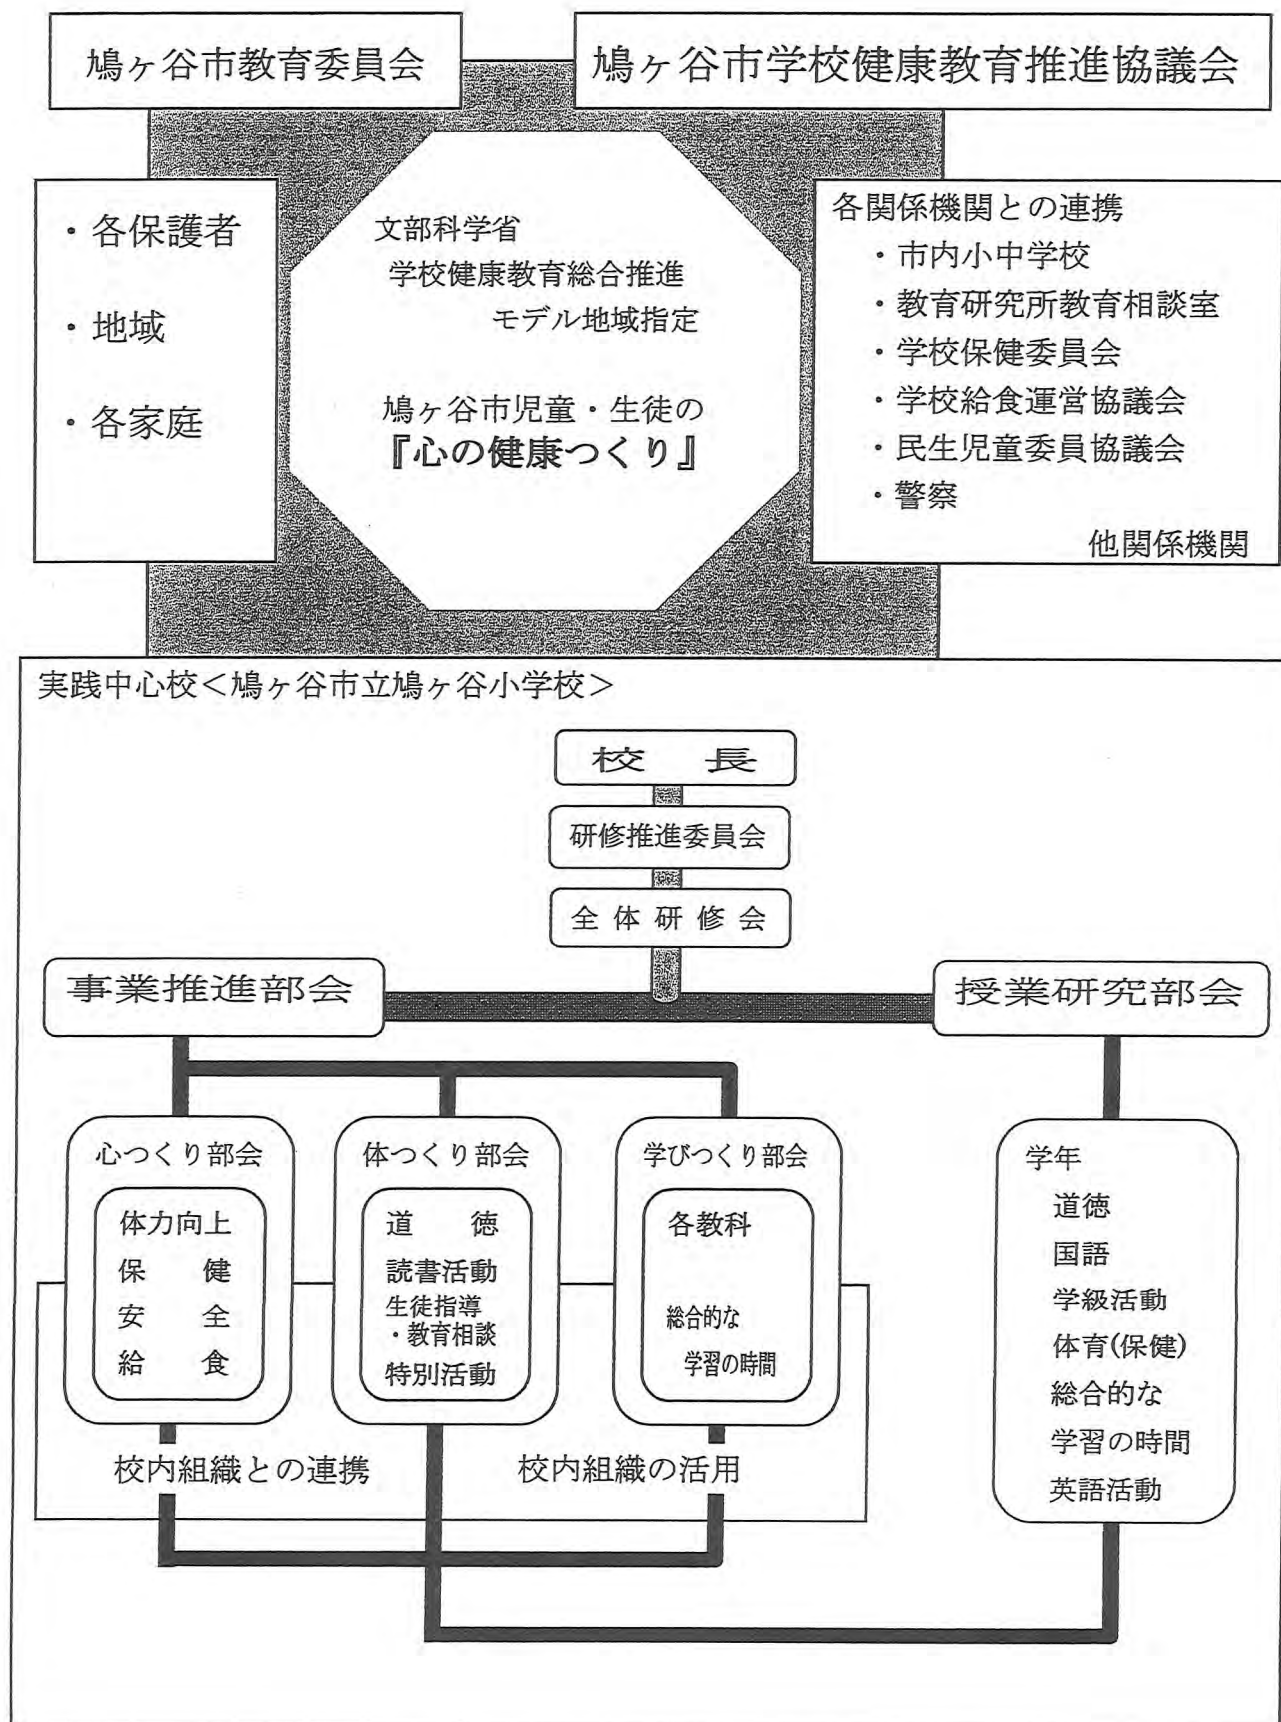 鳩ヶ谷市教育委員会
鳩ヶ谷市学校健康教育推進協議会
・各保護者
・地域
・各家庭
文部科学省
学校健康教育総合推進
モデル地域指定
鳩ヶ谷市児童・生徒の
『心の健康つくり』
各関係機関との連携
・市内小中学校
・教育研究所教育相談室
・学校保健委員会
・学校給食運営協議会
・民生児童委員協議会
・警察
他関係機関
実践中心校＜鳩ヶ谷市立鳩ヶ谷小学校＞
校　長
研修推進委員会
全体研修会
事業推進部会
授業研究部会
心つくり部会
体力向上
保　健
安　全
給　食
体つくり部会
道　徳
読書活動
生徒指導
・教育相談
特別活動
学びつくり部会
各教科
総合的な
学習の時間
学年
道徳
国語
学級活動
体育(保健)
総合的な
学習の時間
英語活動
校内組織との連携
校内組織の活用